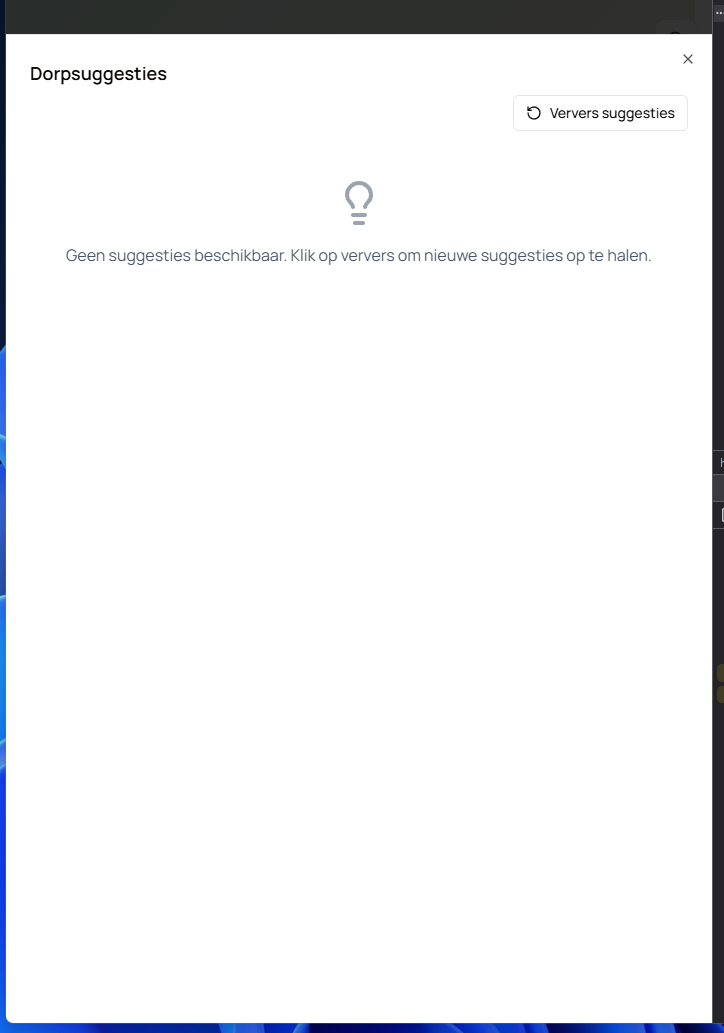 Dorpsuggesties
Ververs suggesties
Geen suggesties beschikbaar. Klik op ververs om nieuwe suggesties op te halen.